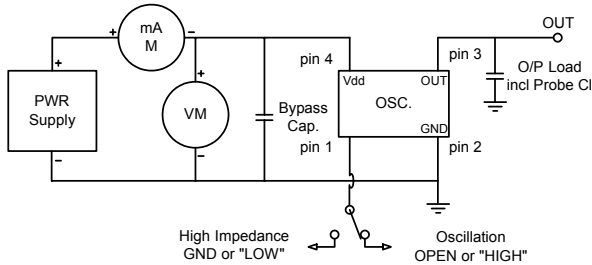 OUT
mA
M
+
−
pin 4
pin 3
+
+
PWR
Supply
VM
Bypass
Cap.
Vdd
OUT
OSC.
GND
O/P Load
incl Probe Cl
−
−
pin 1
pin 2
High Impedance
GND or "LOW"
Oscillation
OPEN or "HIGH"